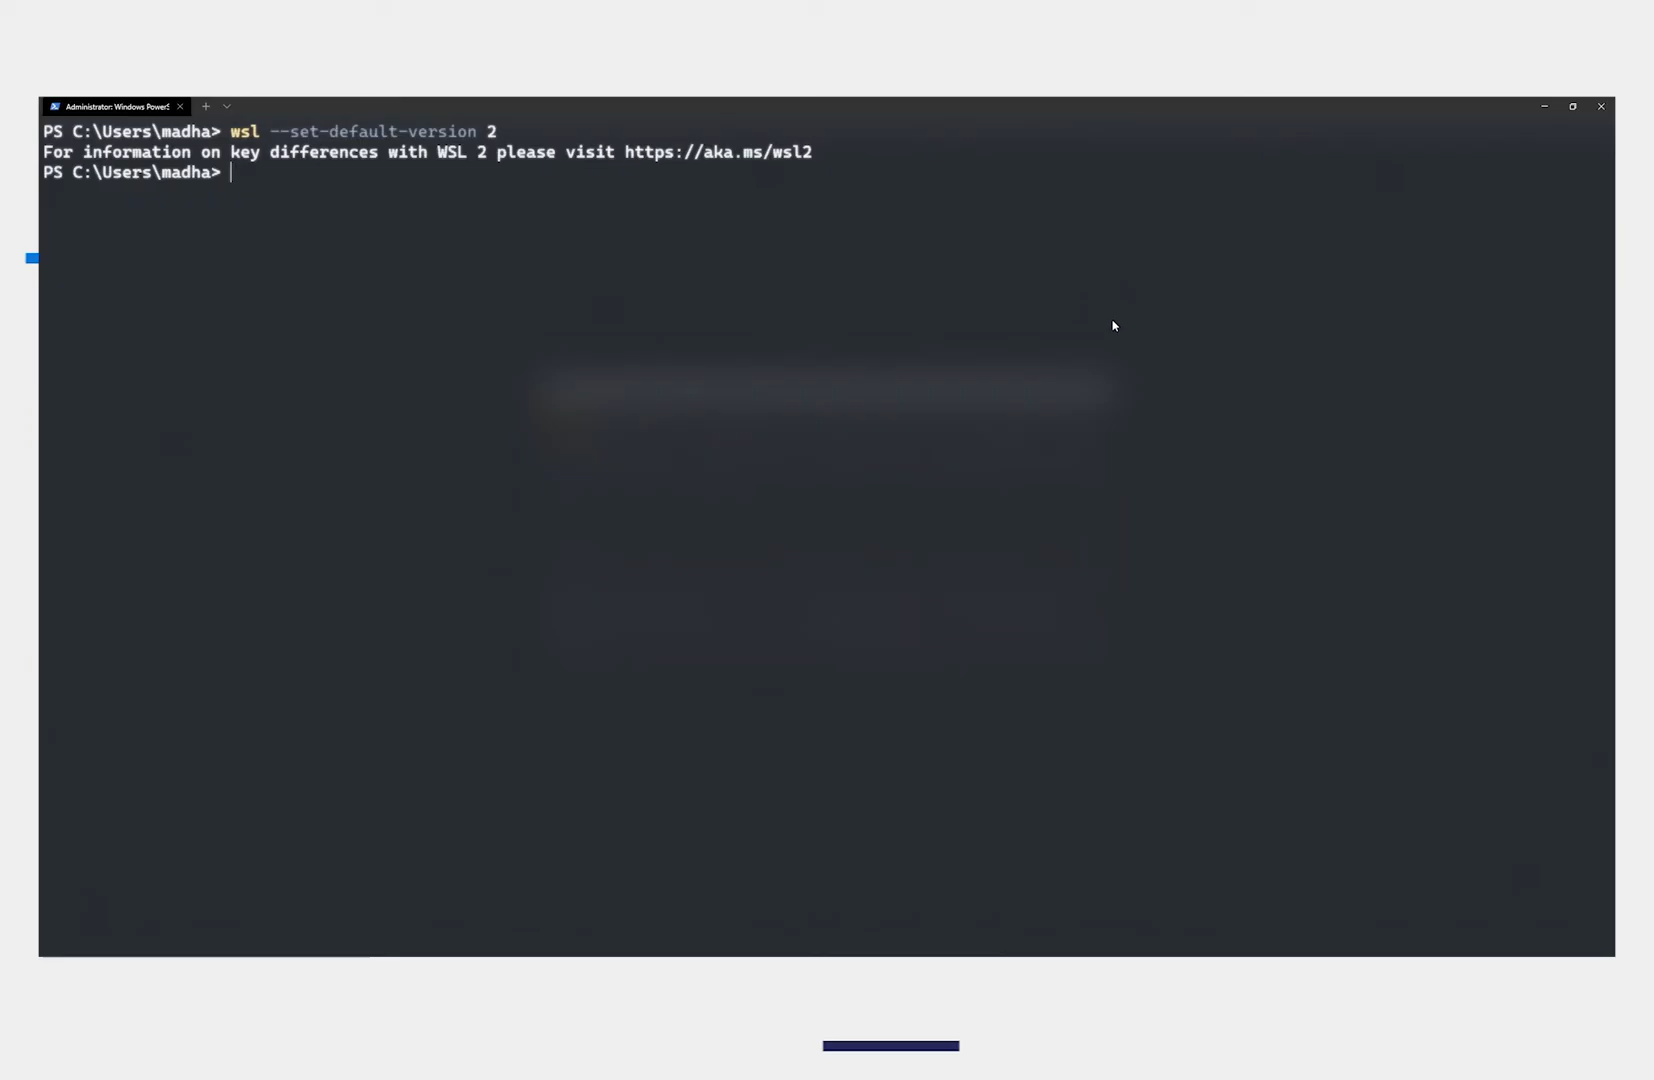 Administrator: Windows PowerS
PS C:\Users\madha> wsl --set-default-version 2
For information on key differences with WSL 2 please visit https://aka.ms/wsl2
PS C:\Users\madha>